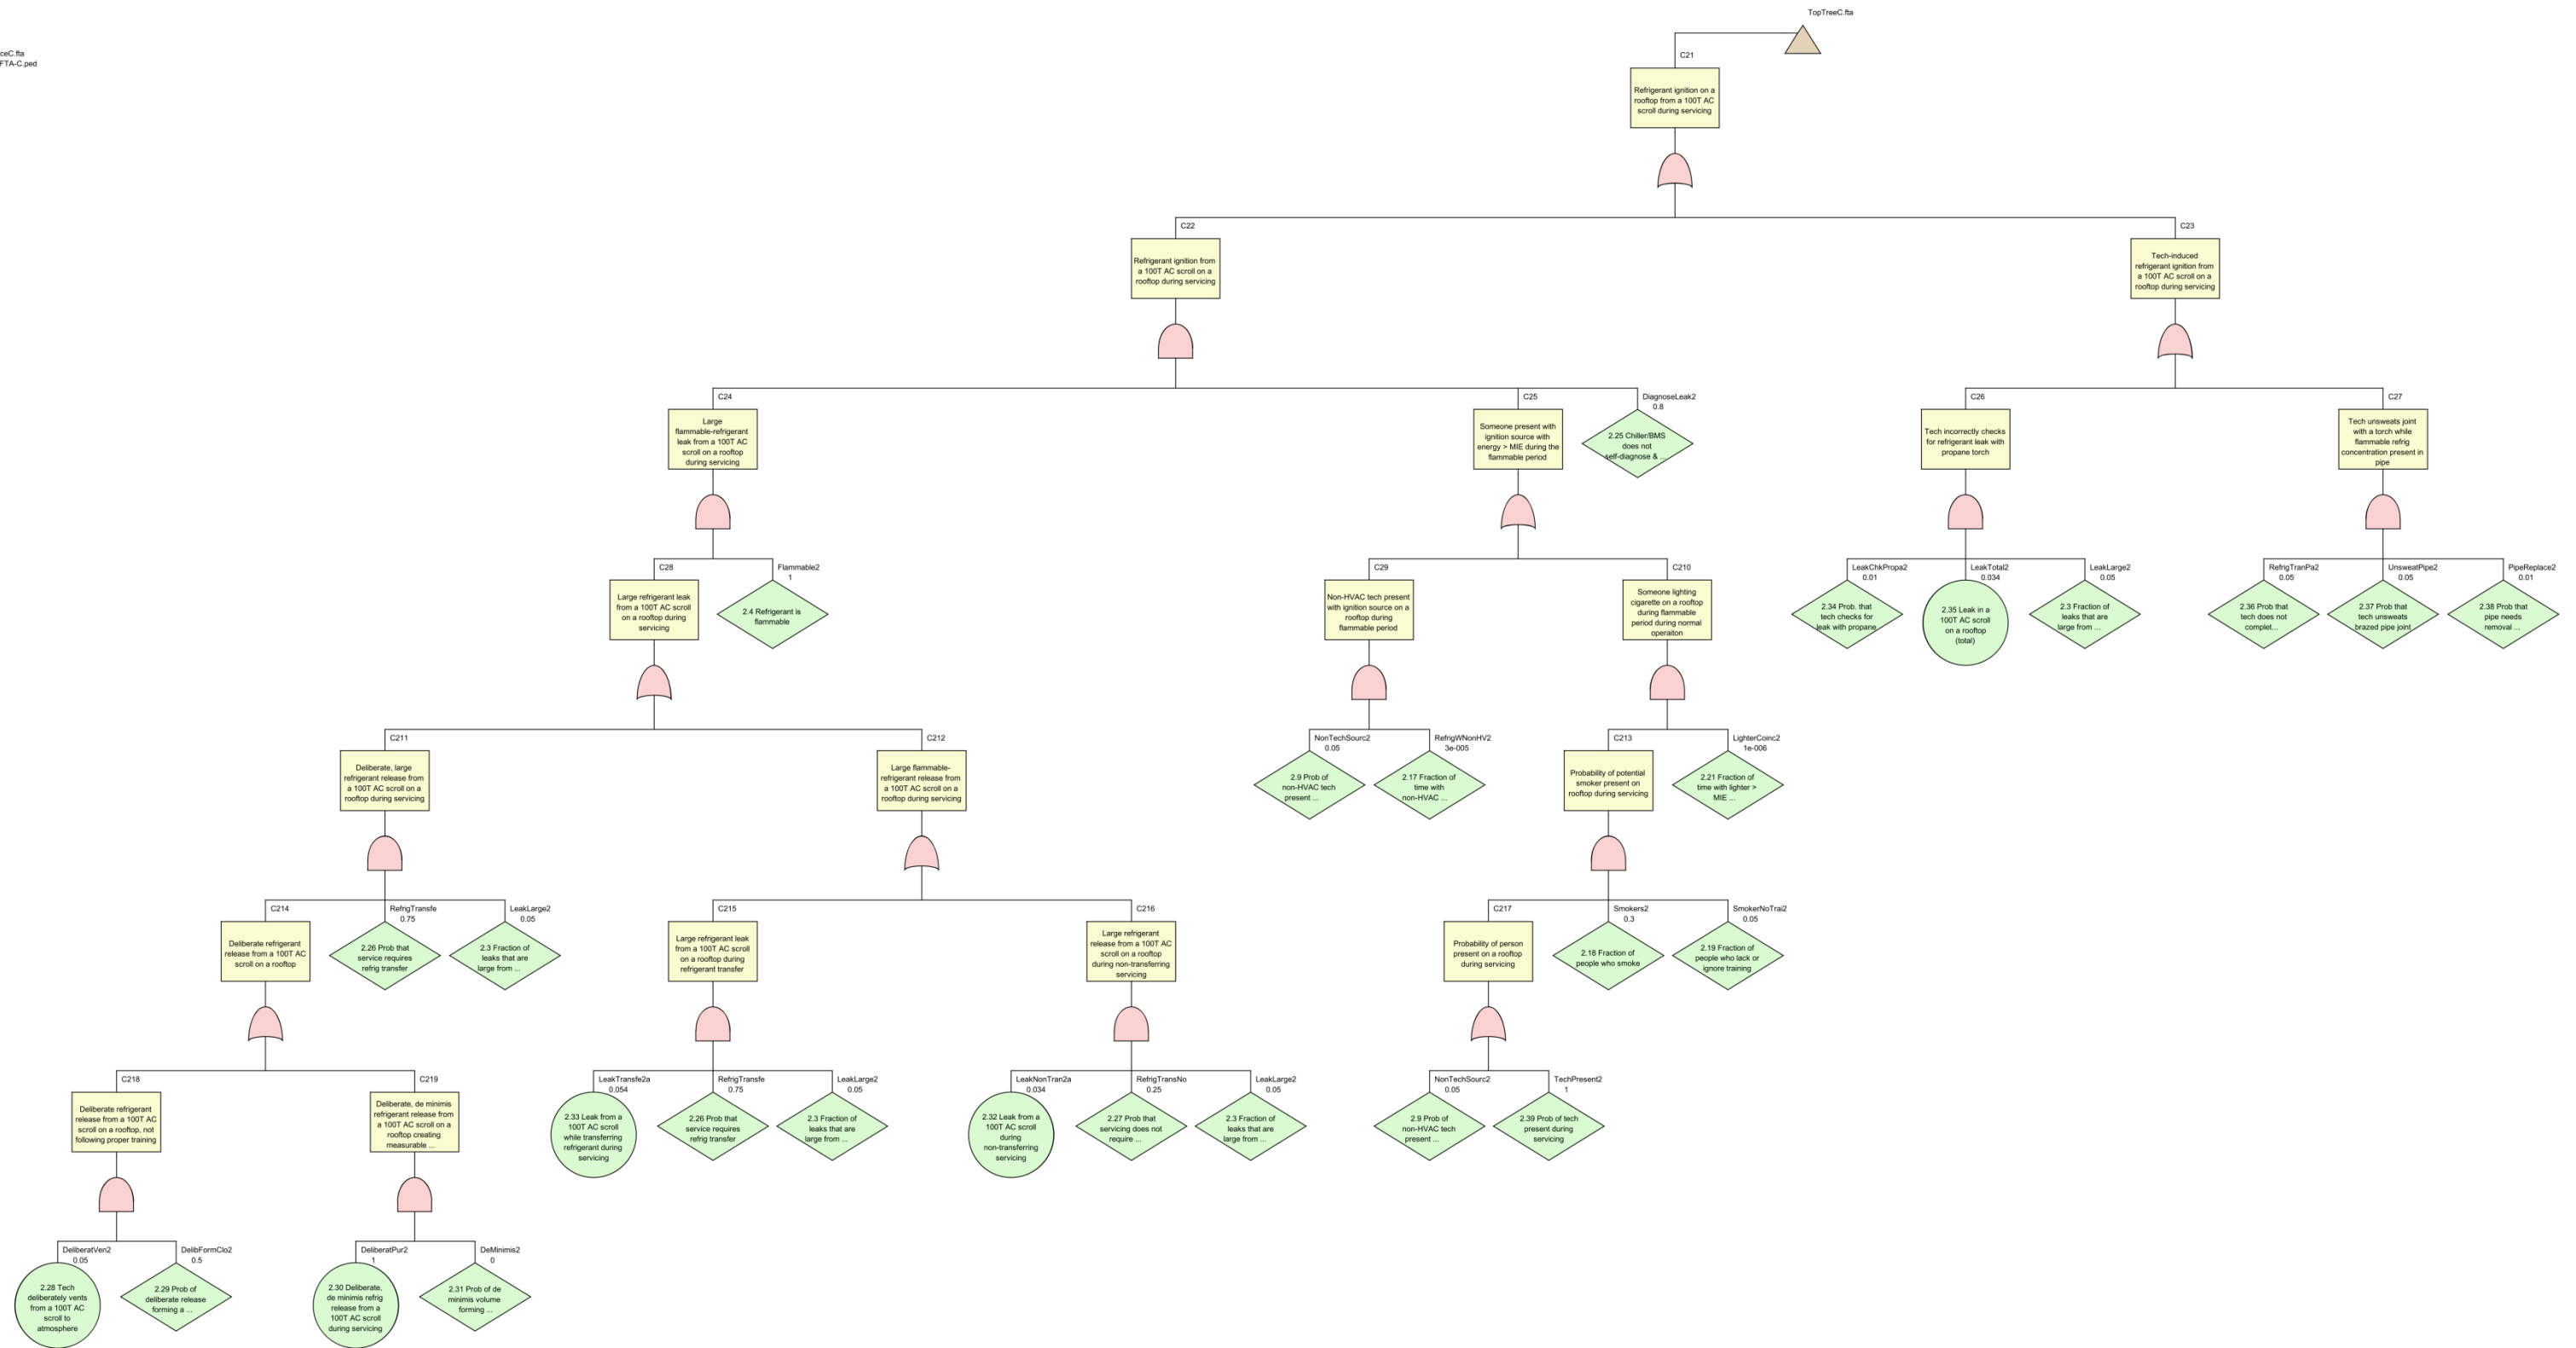 TopTreeC.fta
ceC.fta
FTA-C.ped
C21
Refrigerant ignition on a
rooftop from a 100T AC
scroll during servicing
C22
Refrigerant ignition from
a 100T AC scroll on a
rooftop during servicing
C23
Tech-induced
refrigerant ignition from
a 100T AC scroll on a
rooftop during servicing
C24
Large
flammable-refrigerant
leak from a 100T AC
scroll on a rooftop
during servicing
C25
Someone present with
ignition source with
energy > MIE during the
flammable period
DiagnoseLeak2
0.8
2.25 Chiller/BMS
does not
self-diagnose & ...
C26
Tech incorrectly checks
for refrigerant leak with
propane torch
C27
Tech unsweats joint
with a torch while
flammable refrig
concentration present in
pipe
C28
Large refrigerant leak
from a 100T AC scroll
on a rooftop during
servicing
Flammable2
1
2.4 Refrigerant is
flammable
C29
Non-HVAC tech present
with ignition source on a
rooftop during
flammable period
C210
Someone lighting
cigarette on a rooftop
during flammable
period during normal
operaiton
LeakChkPropa2
0.01
2.34 Prob. that
tech checks for
leak with propane
LeakTotal2
0.034
2.35 Leak in a
100T AC scroll
on a rooftop
(total)
LeakLarge2
0.05
2.3 Fraction of
leaks that are
large from ...
RefrigTranPa2
0.05
2.36 Prob that
tech does not
complet...
UnsweatPipe2
0.05
2.37 Prob that
tech unsweats
brazed pipe joint
PipeReplace2
0.01
2.38 Prob that
pipe needs
removal ...
C211
Deliberate, large
refrigerant release from
a 100T AC scroll on a
rooftop during servicing
C212
Large flammable-
refrigerant release from
a 100T AC scroll on a
rooftop during servicing
NonTechSourc2
0.05
2.9 Prob of
non-HVAC tech
present ...
RefrigWNonHV2
3e-005
2.17 Fraction of
time with
non-HVAC ...
C213
Probability of potential
smoker present on
rooftop during servicing
LighterCoinc2
1e-006
2.21 Fraction of
time with lighter >
MIE ...
C214
Deliberate refrigerant
release from a 100T AC
scroll on a rooftop
RefrigTransfe
0.75
2.26 Prob that
service requires
refrig transfer
LeakLarge2
0.05
2.3 Fraction of
leaks that are
large from ...
C215
Large refrigerant leak
from a 100T AC scroll
on a rooftop during
refrigerant transfer
C216
Large refrigerant
release from a 100T AC
scroll on a rooftop
during non-transferring
servicing
C217
Probability of person
present on a rooftop
during servicing
Smokers2
0.3
2.18 Fraction of
people who smoke
SmokerNoTrai2
0.05
2.19 Fraction of
people who lack or
ignore training
C218
Deliberate refrigerant
release from a 100T AC
scroll on a rooftop, not
following proper training
C219
Deliberate, de minimis
refrigerant release from
a 100T AC scroll on a
rooftop creating
measurable ...
LeakTransfe2a
0.054
2.33 Leak from a
100T AC scroll
while transferring
refrigerant during
servicing
RefrigTransfe
0.75
2.26 Prob that
service requires
refrig transfer
LeakLarge2
0.05
2.3 Fraction of
leaks that are
large from ...
LeakNonTran2a
0.034
2.32 Leak from a
100T AC scroll
during
non-transferring
servicing
RefrigTransNo
0.25
2.27 Prob that
servicing does not
require ...
LeakLarge2
0.05
2.3 Fraction of
leaks that are
large from ...
NonTechSourc2
0.05
2.9 Prob of
non-HVAC tech
present ...
TechPresent2
1
2.39 Prob of tech
present during
servicing
DeliberatVen2
0.05
2.28 Tech
deliberately vents
from a 100T AC
scroll to
atmosphere
DelibFormClo2
0.5
2.29 Prob of
deliberate release
forming a ...
DeliberatPur2
1
2.30 Deliberate,
de minimis refrig
release from a
100T AC scroll
during servicing
DeMinimis2
0
2.31 Prob of de
minimis volume
forming ...